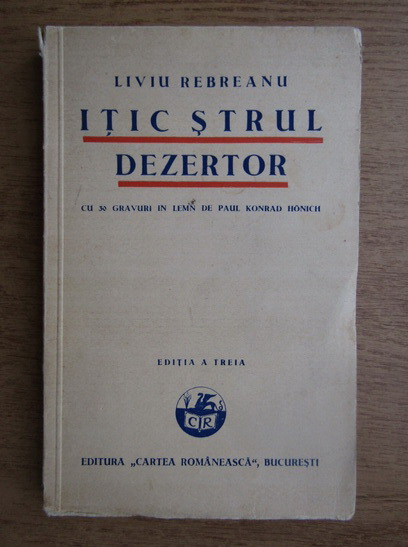 LIVIU REBREANU
IȚIC ȘTRUL
DEZERTOR
CU 30 GRAVURI IN LEMN DE PAUL KONRAD HÖNICH
EDIȚIA A TREIA
CJR
EDITURA „CARTEA ROMÂNEASCĂ“, BUCUREȘTI